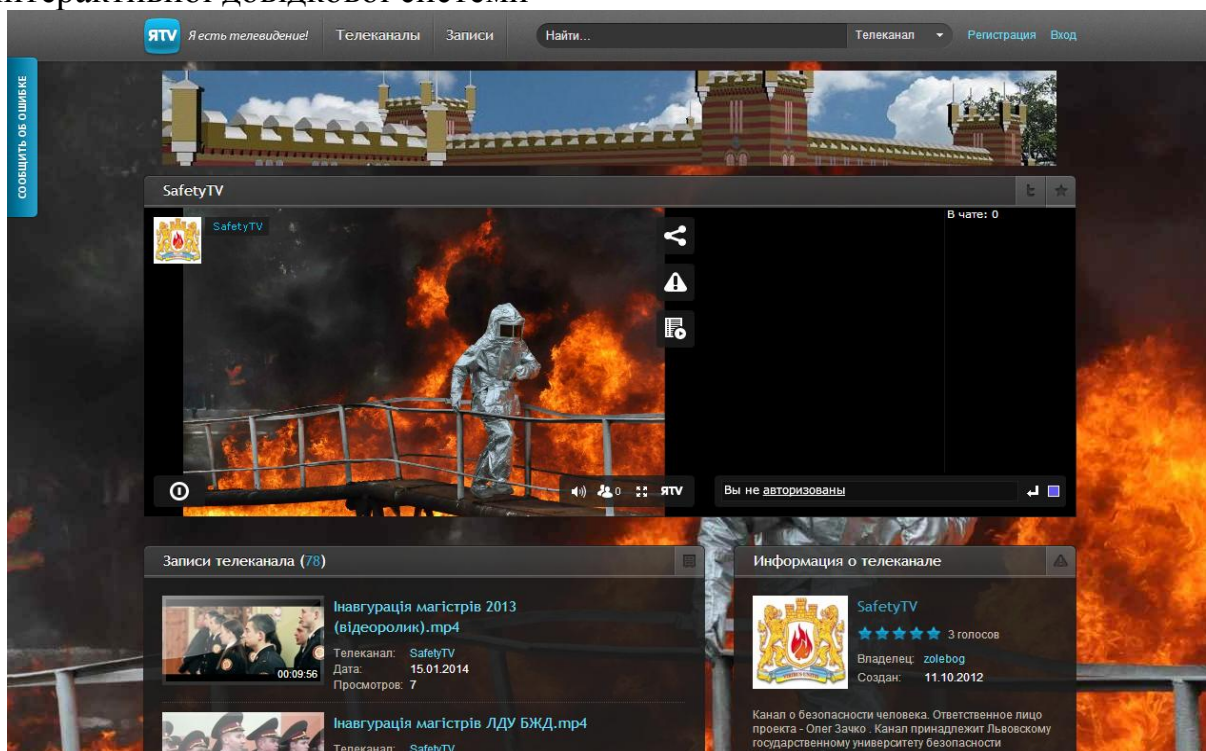 інтерактивної довідкової системи
ЯTV Я есть телевидение! Телеканалы Записи Найти... Телеканал Регистрация Вход
СООБЩИТЬ ОБ ОШИБКЕ
SafetyTV
SafetyTV
В чате: 0
0 ЯTV
Вы не авторизованы
Записи телеканала (78)
Інавгурація магістрів 2013
(відеоролик).mp4
Телеканал: SafetyTV
Дата: 15.01.2014
Просмотров: 7
00:09:56
Інавгурація магістрів ЛДУ БЖД.mp4
Телеканал: SafetyTV
Информация о телеканале
SafetyTV
3 голосов
Владелец: zolebog
Создан: 11.10.2012
Канал о безопасности человека. Ответственное лицо
проекта - Олег Зачко . Канал принадлежит Львовскому
государственному университету безопасности